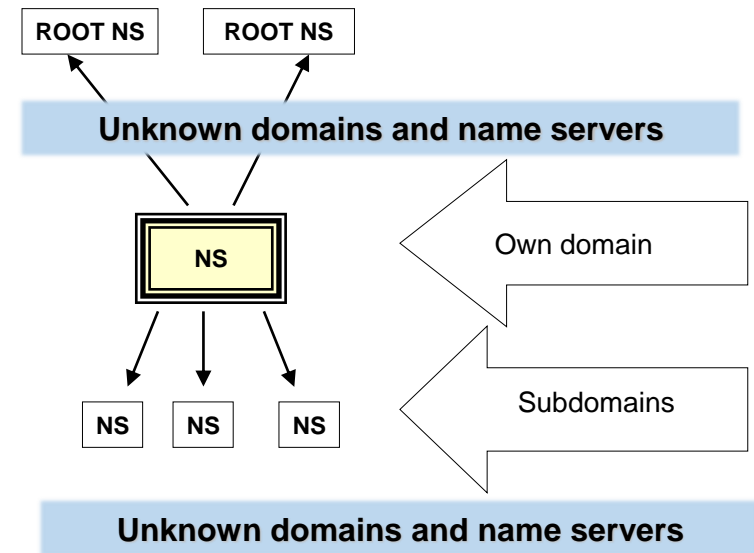 ROOT NS
ROOT NS
Unknown domains and name servers
NS
Own domain
Subdomains
NS
NS
NS
Unknown domains and name servers